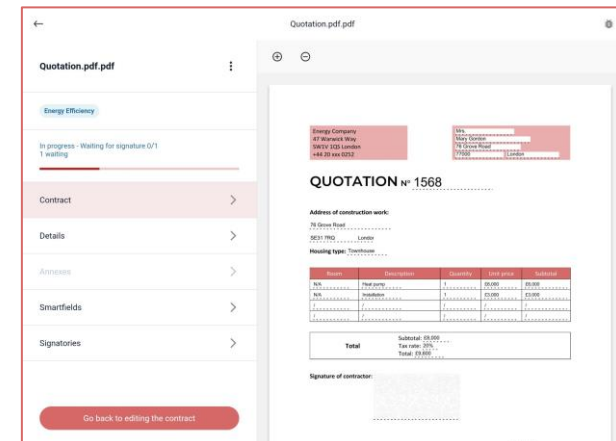 Quotation.pdf.pdf
Quotation.pdf.pdf
Energy Efficiency
In progress - Waiting for signature 0/1
1 waiting
Contract
Details
Annexes
Smartfields
Signatories
Go back to editing the contract
Energy Company
47 Warwick Way
SW1V 1QS London
+44 20 xxx 0252
Mrs.
Mary Gordon
78 Grove Road
77000 London
QUOTATION N° 1568
Address of construction work:
78 Grove Road
SE31 7RQ London
Housing type: Townhouse
Room Description Quantity Unit price Subtotal
N/A Heat pump 1 £6,000 £6,000
N/A Installation 1 £3,000 £3,000
/ / / / /
/ / / / /
Total
Subtotal: £9,000
Tax rate: 20%
Total: £9,800
Signature of contractor: